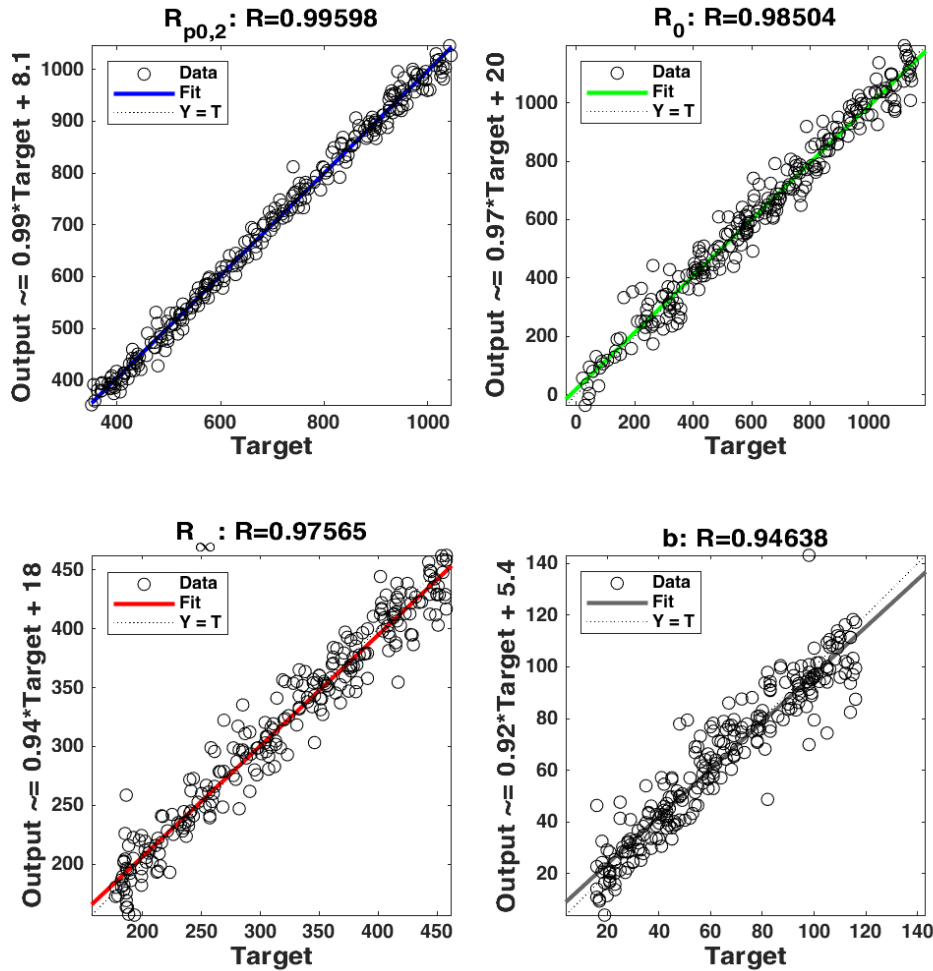 R_p0,2: R=0.99598
Output ~= 0.99*Target + 8.1
1000
900
800
700
600
500
400
Data
Fit
Y = T
400 600 800 1000
Target
R_0: R=0.98504
Output ~= 0.97*Target + 20
1000
800
600
400
200
0
Data
Fit
Y = T
0 200 400 600 800 1000
Target
R_∞: R=0.97565
Output ~= 0.94*Target + 18
450
400
350
300
250
200
Data
Fit
Y = T
200 250 300 350 400 450
Target
b: R=0.94638
Output ~= 0.92*Target + 5.4
140
120
100
80
60
40
20
Data
Fit
Y = T
20 40 60 80 100 120 140
Target